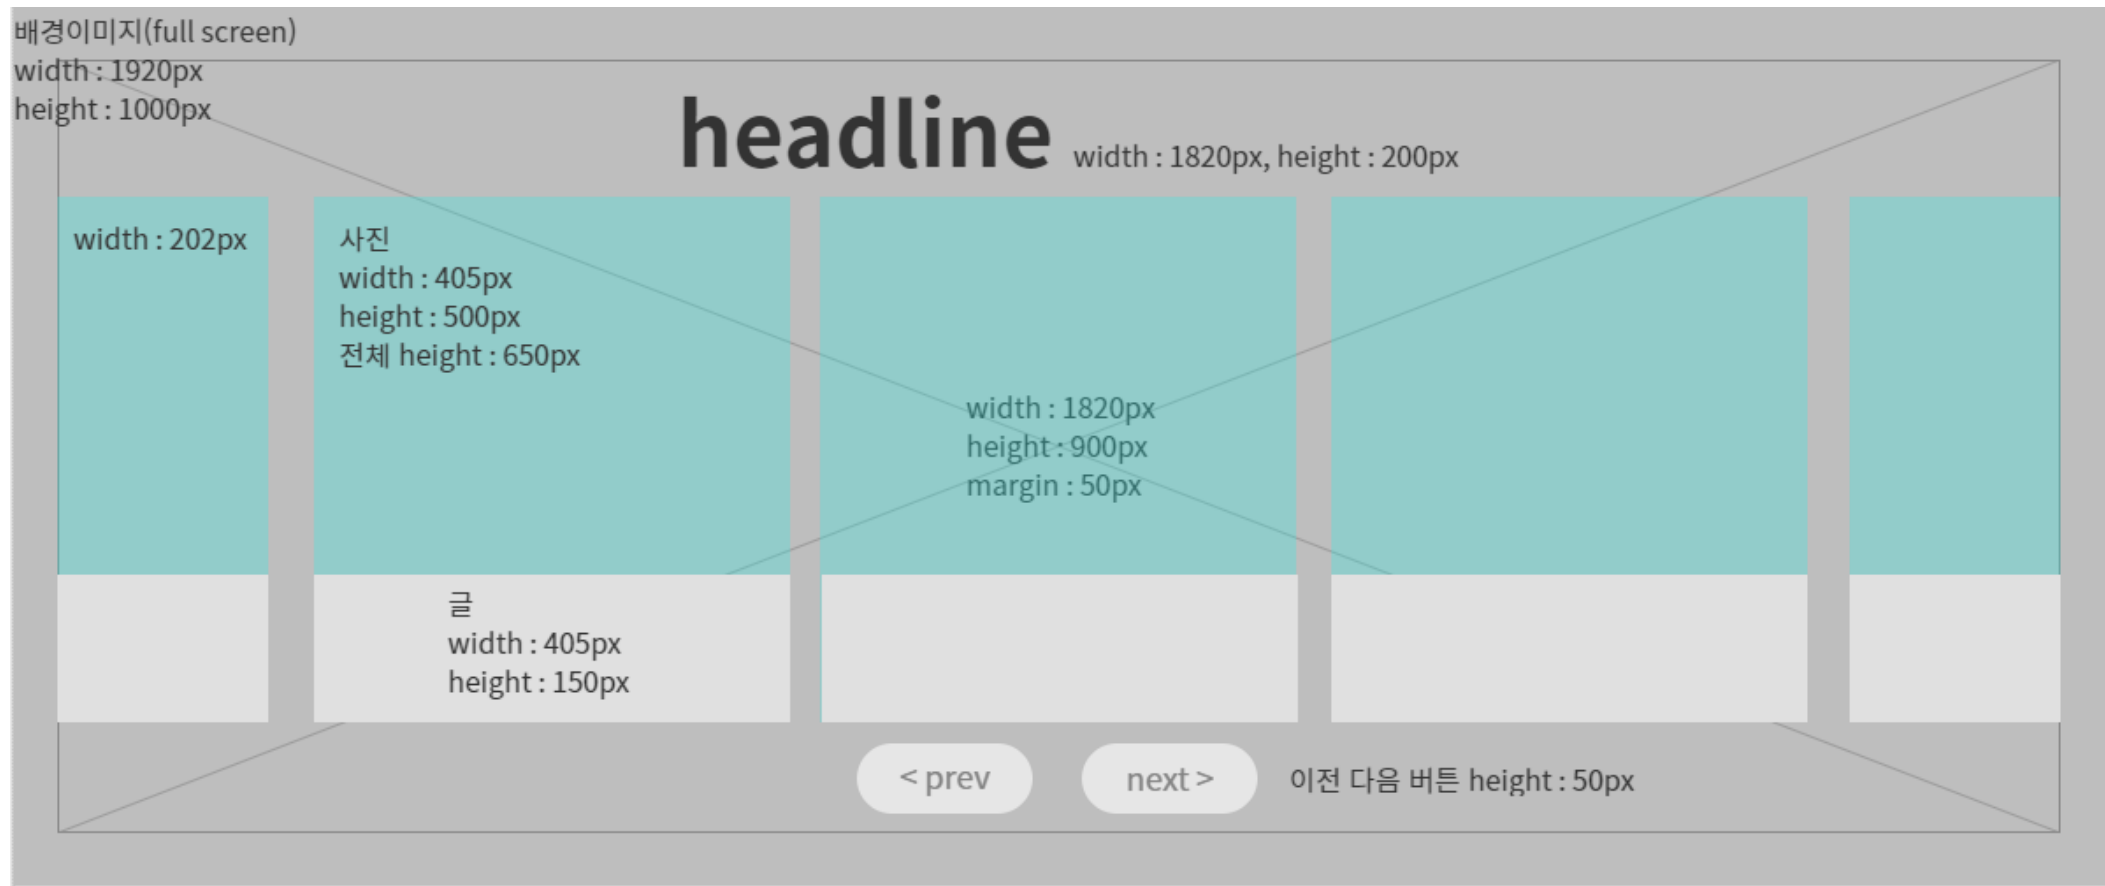 배경이미지(full screen)
width : 1920px
height : 1000px
headline width : 1820px, height : 200px
width : 202px
사진
width : 405px
height : 500px
전체 height : 650px
width : 1820px
height : 900px
margin : 50px
글
width : 405px
height : 150px
< prev
next >
이전 다음 버튼 height : 50px